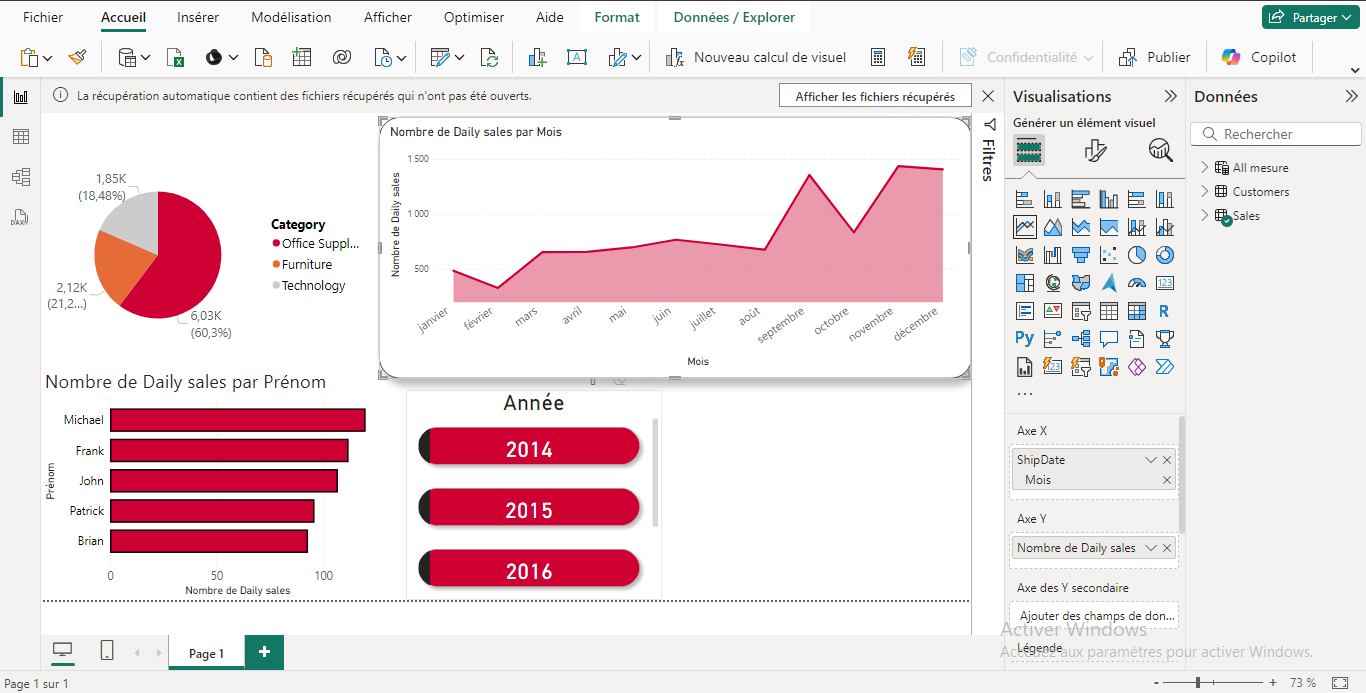 Fichier Accueil Insérer Modélisation Afficher Optimiser Aide Format Données / Explorer Partager
Nouveau calcul de visuel Confidentialité Publier Copilot
La récupération automatique contient des fichiers récupérés qui n'ont pas été ouverts. Afficher les fichiers récupérés
1,85K
(18,48%)
2,12K
(21,2...)
6,03K
(60,3%)
Category
Office Suppl...
Furniture
Technology
Nombre de Daily sales par Mois
Nombre de Daily sales
1 500
1 000
500
janvier février mars avril mai juin juillet août septembre octobre novembre décembre
Mois
Nombre de Daily sales par Prénom
Prénom
Michael
Frank
John
Patrick
Brian
0 50 100
Nombre de Daily sales
Année
2014
2015
2016
Filtres
Visualisations
Générer un élément visuel
123
R
Py
123
...
Axe X
ShipDate
Mois
Axe Y
Nombre de Daily sales
Axe des Y secondaire
Ajouter des champs de don...
Légende
Données
Rechercher
All mesure
Customers
Sales
DAX
Activer Windows
Accédez aux paramètres pour activer Windows.
Page 1
+
Page 1 sur 1
- + 73 %